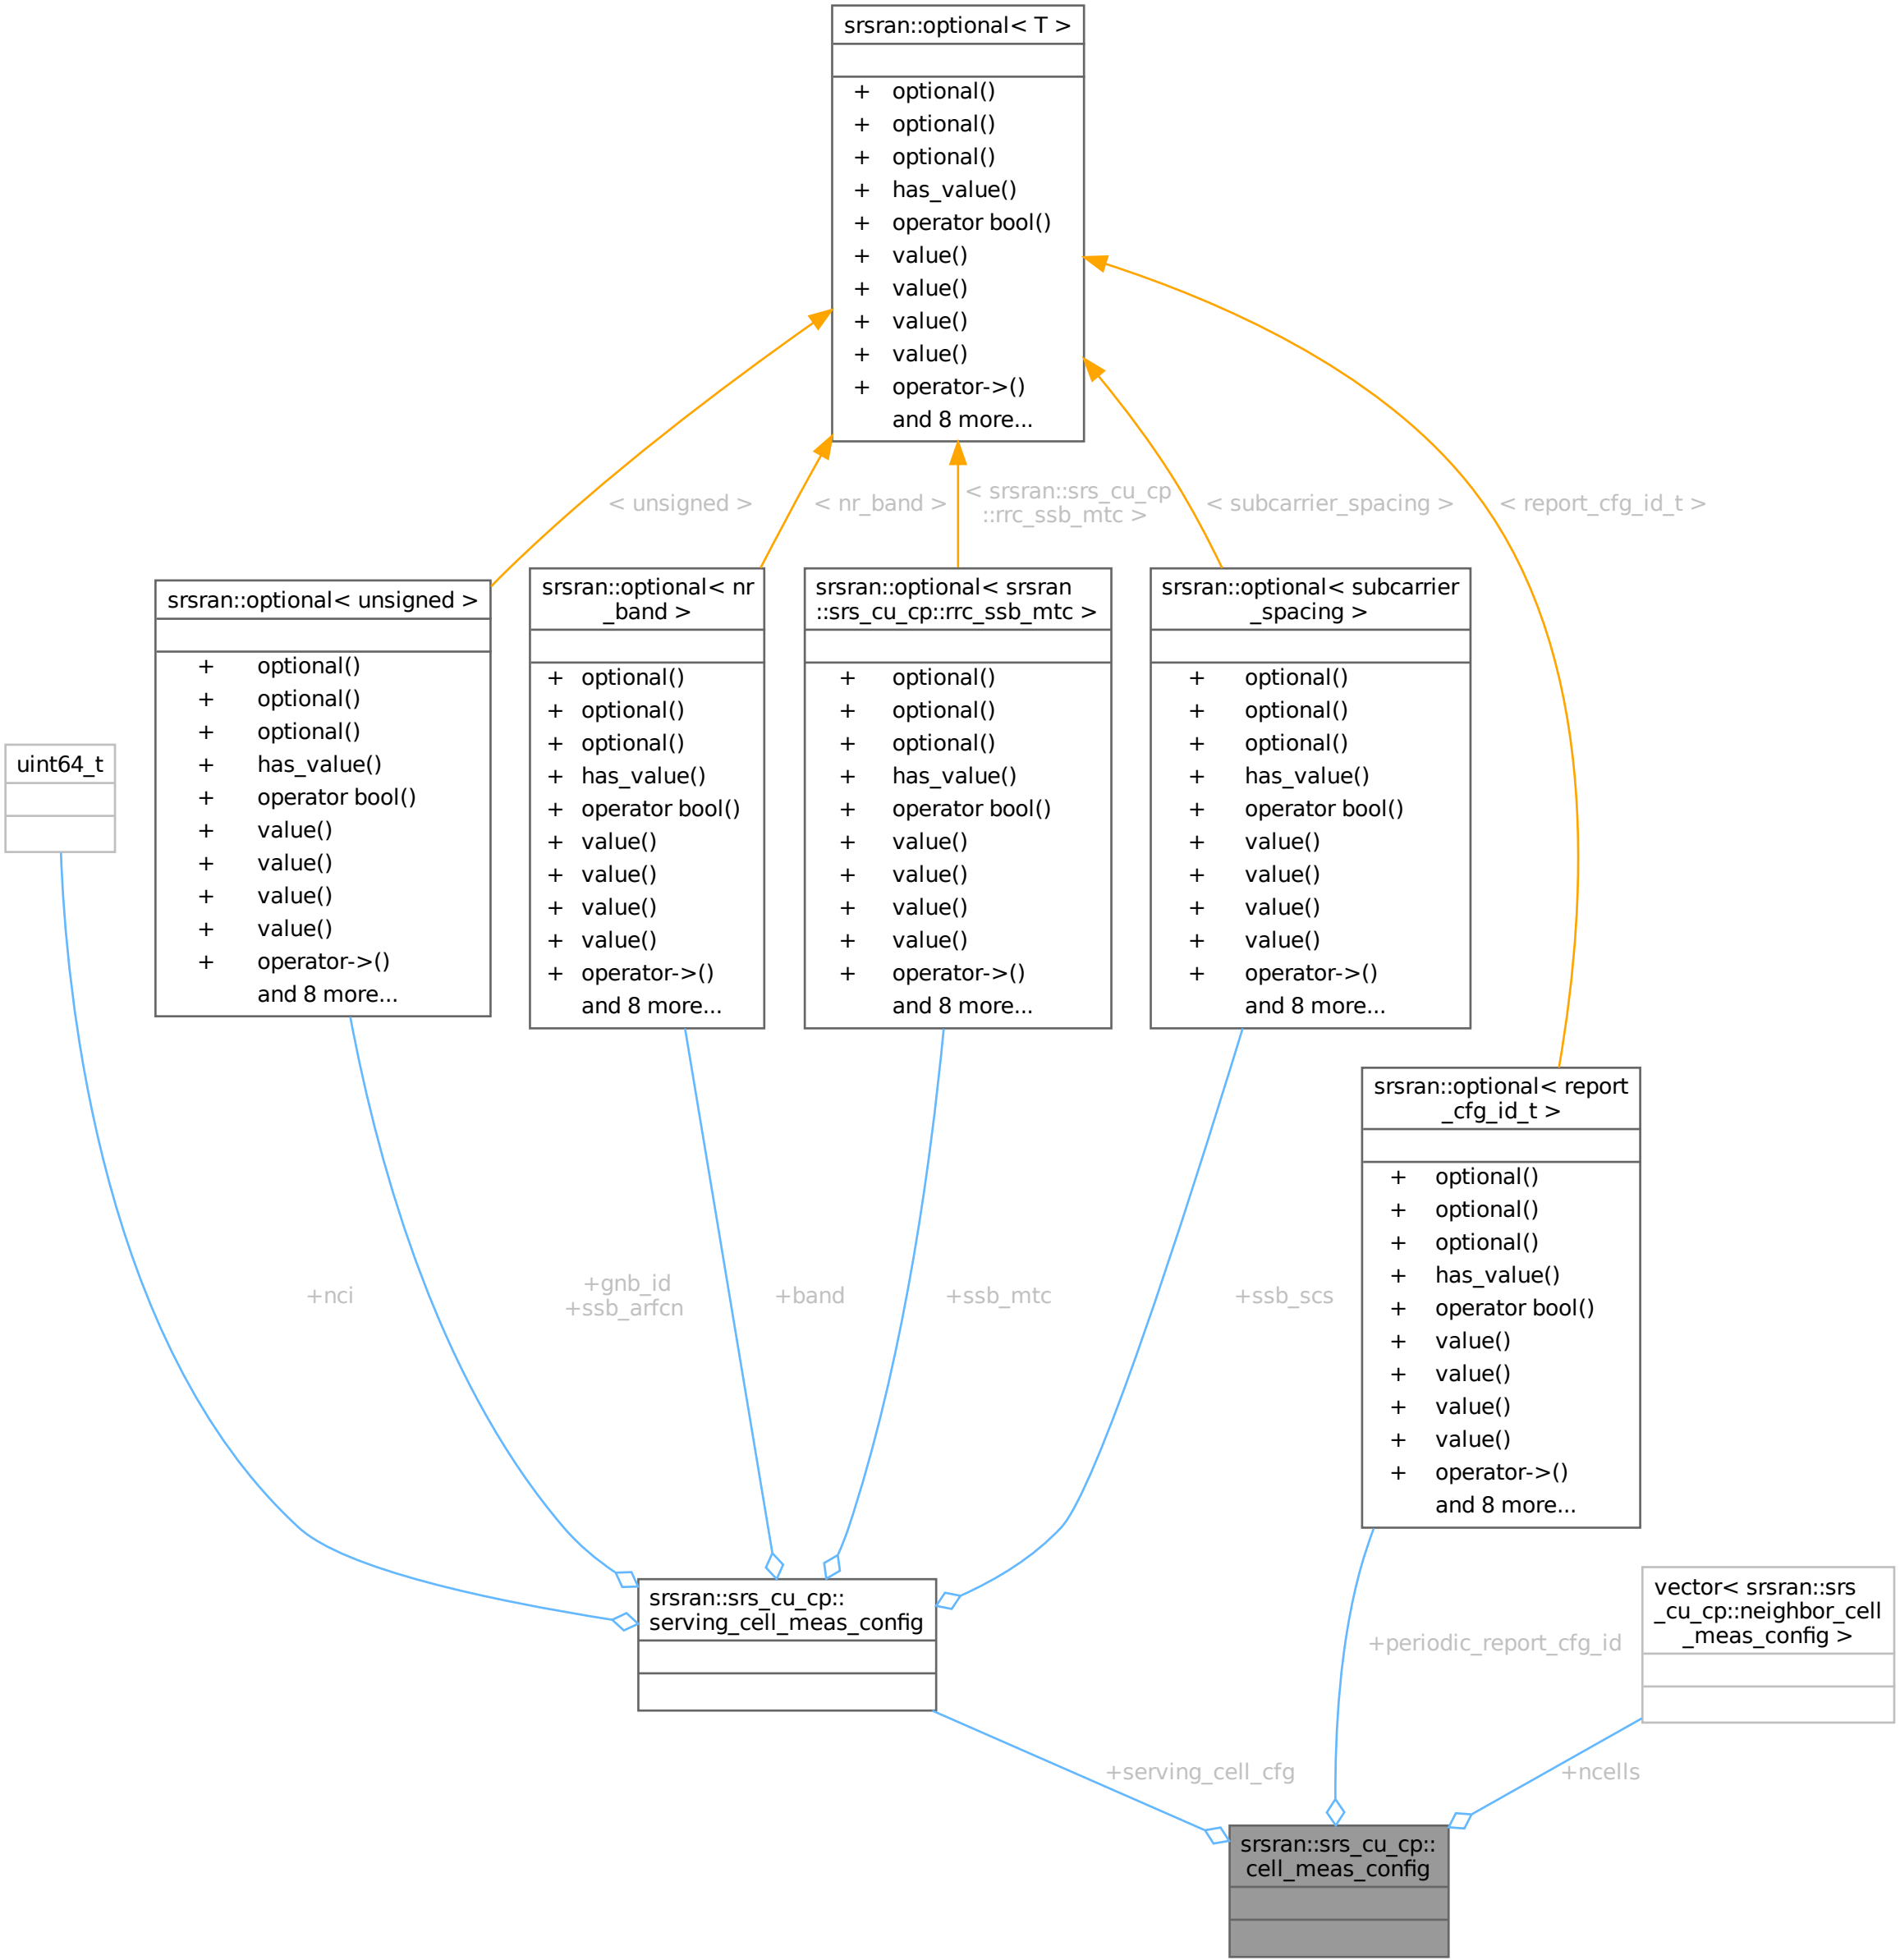 srsran::optional< T >
+ optional()
+ optional()
+ optional()
+ has_value()
+ operator bool()
+ value()
+ value()
+ value()
+ value()
+ operator->()
and 8 more...
< unsigned >
< nr_band >
< srsran::srs_cu_cp
::rrc_ssb_mtc >
< subcarrier_spacing >
< report_cfg_id_t >
srsran::optional< unsigned >
+ optional()
+ optional()
+ optional()
+ has_value()
+ operator bool()
+ value()
+ value()
+ value()
+ value()
+ operator->()
and 8 more...
srsran::optional< nr
_band >
+ optional()
+ optional()
+ optional()
+ has_value()
+ operator bool()
+ value()
+ value()
+ value()
+ value()
+ operator->()
and 8 more...
srsran::optional< srsran
::srs_cu_cp::rrc_ssb_mtc >
+ optional()
+ optional()
+ optional()
+ has_value()
+ operator bool()
+ value()
+ value()
+ value()
+ value()
+ operator->()
and 8 more...
srsran::optional< subcarrier
_spacing >
+ optional()
+ optional()
+ optional()
+ has_value()
+ operator bool()
+ value()
+ value()
+ value()
+ value()
+ operator->()
and 8 more...
uint64_t
srsran::optional< report
_cfg_id_t >
+ optional()
+ optional()
+ optional()
+ has_value()
+ operator bool()
+ value()
+ value()
+ value()
+ value()
+ operator->()
and 8 more...
+nci
+gnb_id
+ssb_arfcn
+band
+ssb_mtc
+ssb_scs
srsran::srs_cu_cp::
serving_cell_meas_config
+periodic_report_cfg_id
vector< srsran::srs
_cu_cp::neighbor_cell
_meas_config >
+serving_cell_cfg
+ncells
srsran::srs_cu_cp::
cell_meas_config